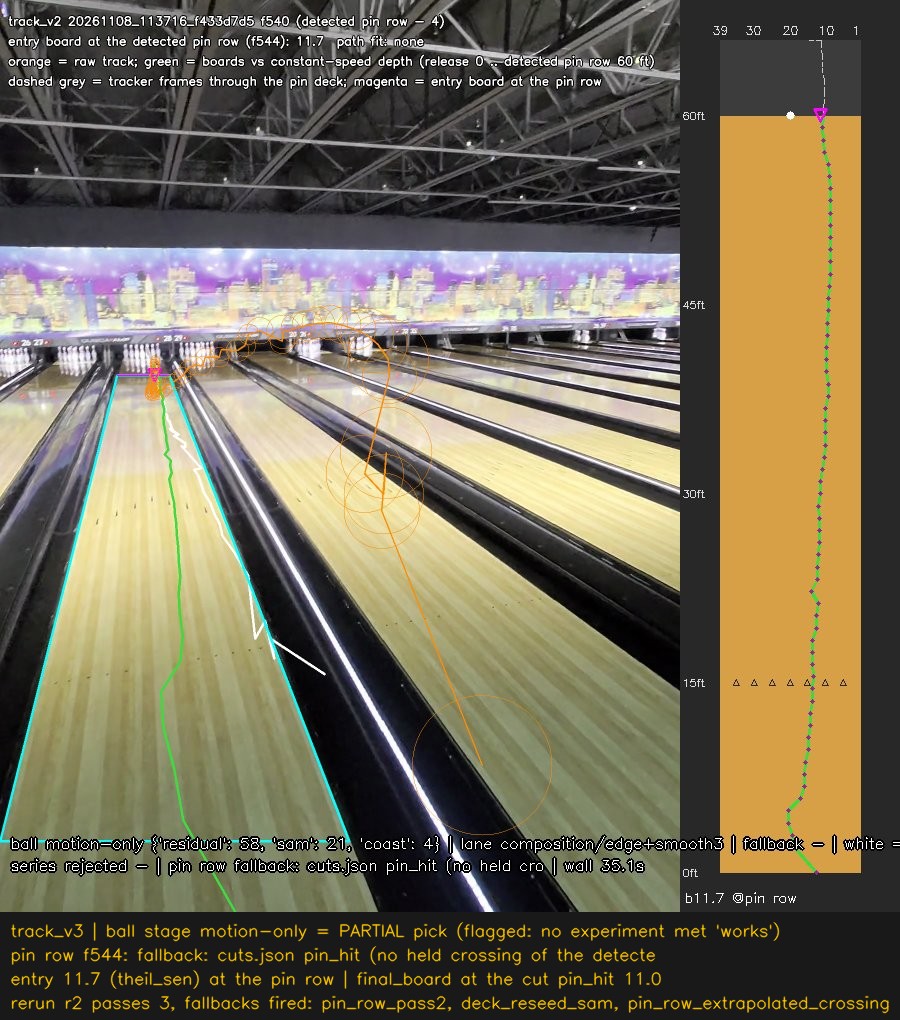 track_v2 20261108_113716_f433d7d5 f540 (detected pin row – 4)
entry board at the detected pin row (f544): 11.7 path fit: none
orange = raw track; green = boards vs constant-speed depth (release 0 .. detected pin row 60 ft)
dashed grey = tracker frames through the pin deck; magenta = entry board at the pin row
39 30 20 10 1
60ft
45ft
30ft
15ft
0ft
26 27
28 29
b11.7 @pin row
ball motion-only {'residual': 58, 'sam': 21, 'coast': 4} | lane composition/edge+smooth3 | fallback – | white =
series rejected – | pin row fallback: cuts.json pin_hit (no held cro | wall 35.1s
track_v3 | ball stage motion-only = PARTIAL pick (flagged: no experiment met 'works')
pin row f544: fallback: cuts.json pin_hit (no held crossing of the detecte
entry 11.7 (theil_sen) at the pin row | final_board at the cut pin_hit 11.0
rerun r2 passes 3, fallbacks fired: pin_row_pass2, deck_reseed_sam, pin_row_extrapolated_crossing